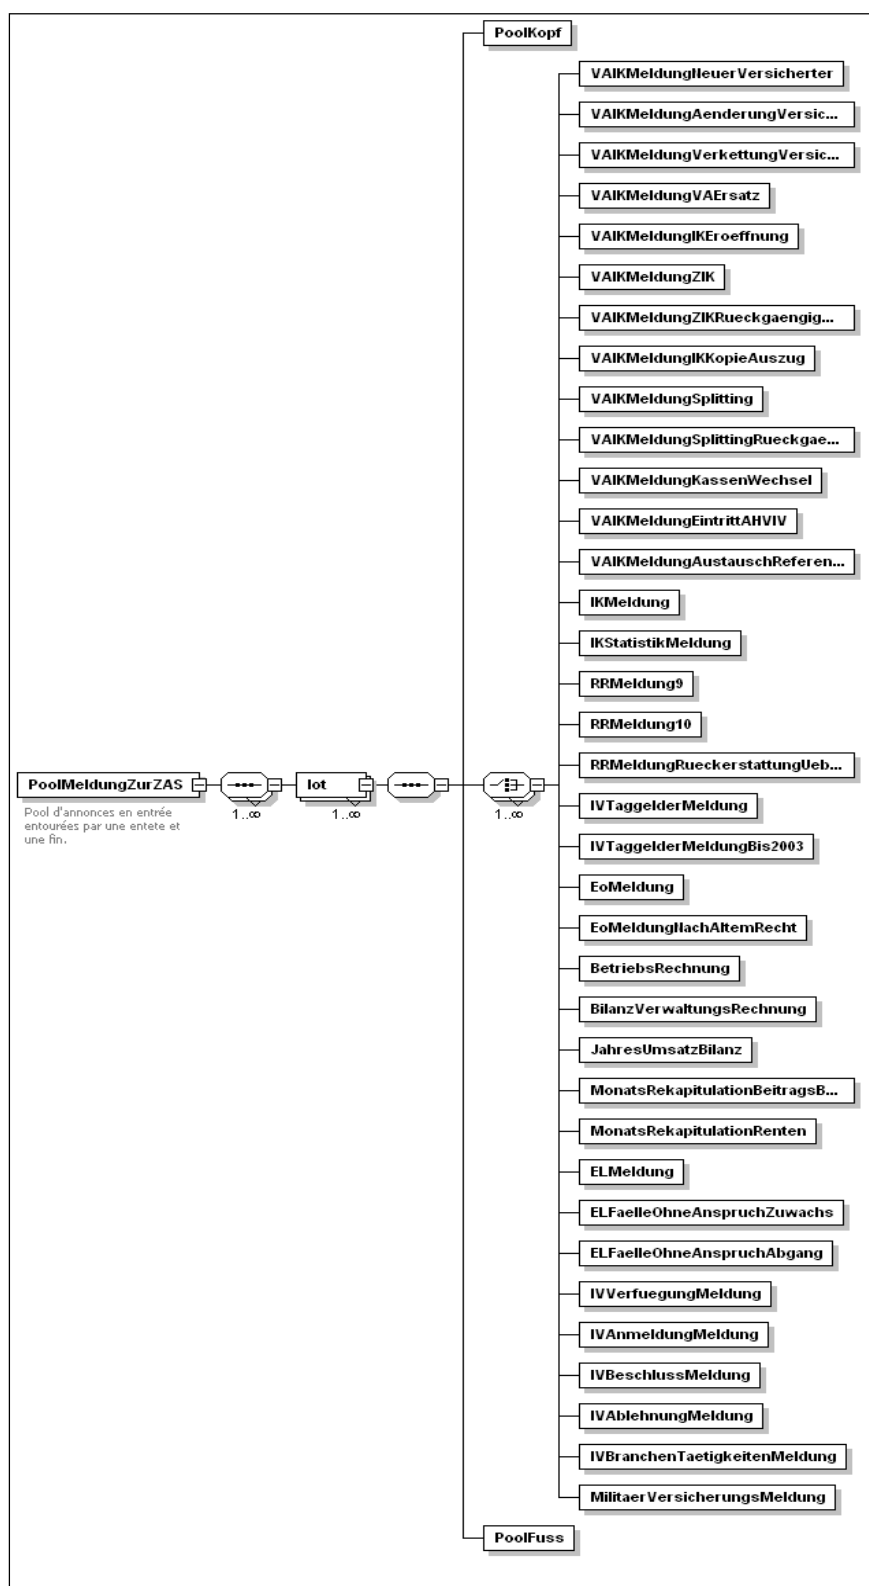 PoolKopf
VAIKMeldungNeuerVersicherter
VAIKMeldungAenderungVersic...
VAIKMeldungVerkettungVersic...
VAIKMeldungVAErsatz
VAIKMeldungIKEroeffnung
VAIKMeldungZIK
VAIKMeldungZIKRueckgaengig...
VAIKMeldungIKKopieAuszug
VAIKMeldungSplitting
VAIKMeldungSplittingRueckgae...
VAIKMeldungKassenWechsel
VAIKMeldungEintrittAHVIV
VAIKMeldungAustauschReferen...
IKMeldung
IKStatistikMeldung
RRMeldung9
RRMeldung10
RRMeldungRueckerstattungUeb...
PoolMeldungZurZAS
lot
Pool d'annonces en entrée
entourées par une entete et
une fin.
1..∞
1..∞
1..∞
IVTaggelderMeldung
IVTaggelderMeldungBis2003
EoMeldung
EoMeldungNachAltemRecht
BetriebsRechnung
BilanzVerwaltungsRechnung
JahresUmsatzBilanz
MonatsRekapitulationBeitragsB...
MonatsRekapitulationRenten
ELMeldung
ELFaelleOhneAnspruchZuwachs
ELFaelleOhneAnspruchAbgang
IVVerfuegungMeldung
IVAnmeldungMeldung
IVBeschlussMeldung
IVAblehnungMeldung
IVBranchenTaetigkeitenMeldung
MilitaerVersicherungsMeldung
PoolFuss